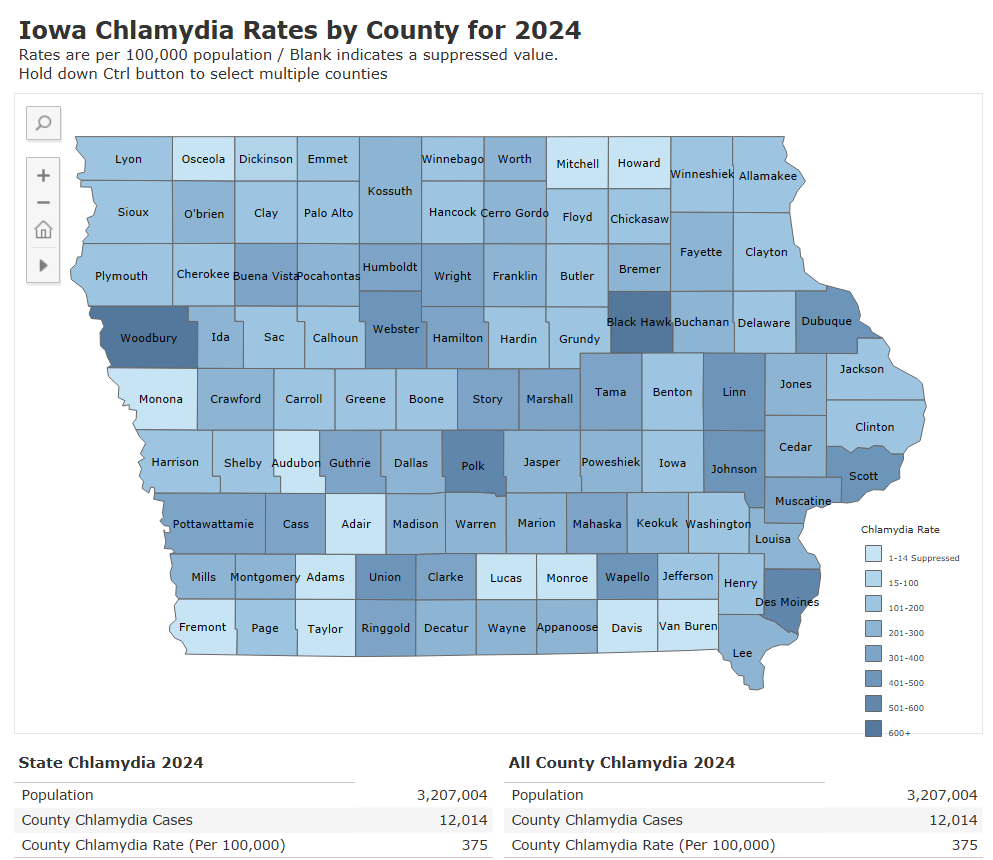 Iowa Chlamydia Rates by County for 2024
Rates are per 100,000 population / Blank indicates a suppressed value.
Hold down Ctrl button to select multiple counties
Lyon Osceola Dickinson Emmet Winnebago Worth Mitchell Howard Winneshiek Allamakee
Kossuth
Sioux O'brien Clay Palo Alto Hancock Cerro Gordo Floyd Chickasaw
Fayette Clayton
Plymouth Cherokee Buena Vista Pocahontas Humboldt Wright Franklin Butler Bremer
Woodbury Ida Sac Calhoun Webster Hamilton Hardin Grundy Black Hawk Buchanan Delaware Dubuque
Monona Crawford Carroll Greene Boone Story Marshall Tama Benton Linn Jones Jackson
Clinton
Harrison Shelby Audubon Guthrie Dallas Polk Jasper Poweshiek Iowa Johnson Cedar Scott
Muscatine
Pottawattamie Cass Adair Madison Warren Marion Mahaska Keokuk Washington
Louisa
Mills Montgomery Adams Union Clarke Lucas Monroe Wapello Jefferson Henry
Des Moines
Fremont Page Taylor Ringgold Decatur Wayne Appanoose Davis Van Buren
Lee
Chlamydia Rate
1-14 Suppressed
15-100
101-200
201-300
301-400
401-500
501-600
600+
State Chlamydia 2024
Population 3,207,004
County Chlamydia Cases 12,014
County Chlamydia Rate (Per 100,000) 375
All County Chlamydia 2024
Population 3,207,004
County Chlamydia Cases 12,014
County Chlamydia Rate (Per 100,000) 375